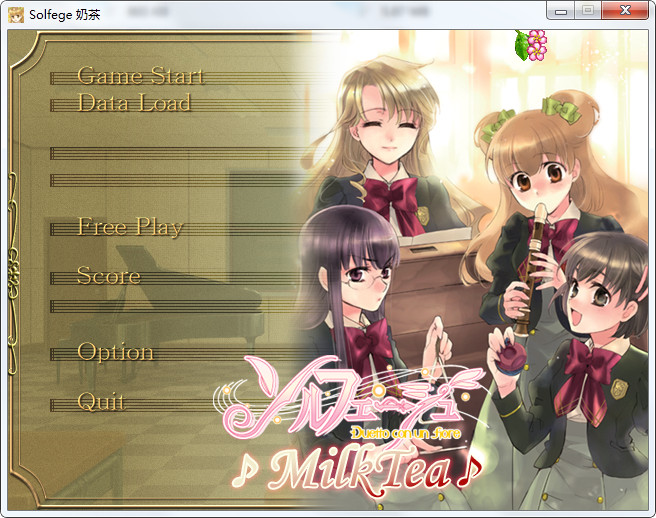 Solfege 奶茶
Game Start
Data Load
Free Play
Score
Option
Quit
ソルフェージュ
Duetto con un fiore
♪ MilkTea ♪